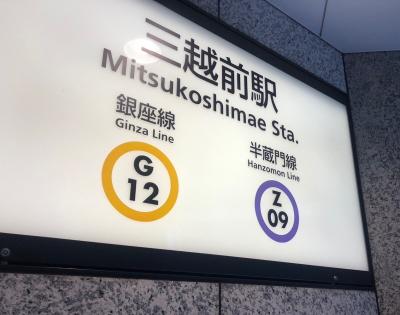 三越前駅
Mitsukoshimae Sta.
銀座線
Ginza Line
G
12
半蔵門線
Hanzomon Line
Z
09